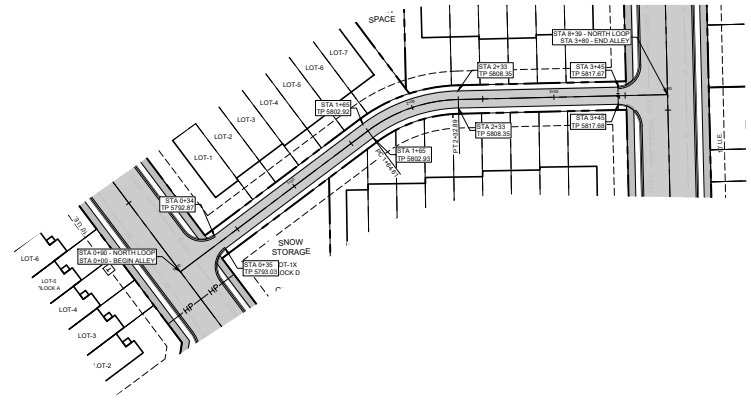 SPACE
STA 8+39 - NORTH LOOP
STA 3+80 - END ALLEY
LOT-7
LOT-6
LOT-5
LOT-4
LOT-3
LOT-2
LOT-1
STA 2+33
TP 5808.35
STA 3+45
TP 5817.67
STA 1+65
TP 5802.92
STA 3+45
TP 5817.68
STA 2+33
TP 5808.35
STA 1+65
TP 5802.93
STA 0+34
TP 5792.87
SNOW
STORAGE
STA 0+90 - NORTH LOOP
STA 0+00 - BEGIN ALLEY
STA 0+35
TP 5793.03
OT-1X
OCK D
HP
HP
LOT-6
LOT-5
LOCK A
LOT-4
LOT-3
LOT-2